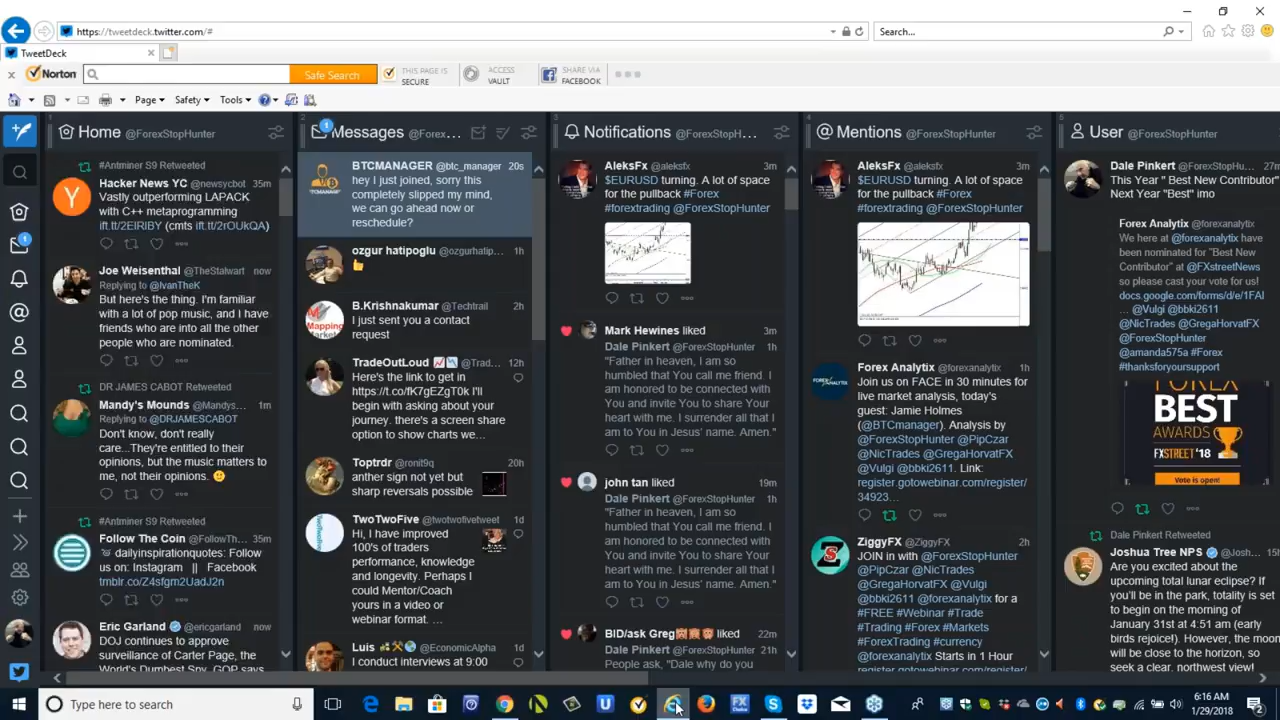 https://tweetdeck.twitter.com/#
Search...
TweetDeck
Norton
Safe Search
THIS PAGE IS
SECURE
ACCESS
VAULT
SHARE VIA
FACEBOOK
Page
Safety
Tools
1
Home @ForexStopHunter
#Antminer S9 Retweeted
Hacker News YC @newsycbot 35m
Vastly outperforming LAPACK
with C++ metaprogramming
ift.tt/2EIRIBY (cmts ift.tt/2rOUkQA)
Joe Weisenthal @TheStalwart now
Replying to @IvanTheK
But here's the thing. I'm familiar
with a lot of pop music, and I have
friends who are into all the other
people who are nominated.
DR JAMES CABOT Retweeted
Mandy's Mounds @Mandys... 1m
Replying to @DRJAMESCABOT
Don't know, don't really
care...They're entitled to their
opinions, but the music matters to
me, not their opinions.
#Antminer S9 Retweeted
Follow The Coin @FollowTh... 35m
dailyinspirationquotes: Follow
us on: Instagram || Facebook
tmblr.co/Z4sfgm2UadJ2n
Eric Garland @ericgarland now
DOJ continues to approve
surveillance of Carter Page, the
World's Dumbest Spy. GOP says
2
1
Messages @Forex...
BTCMANAGER @btc_manager 20s
hey I just joined, sorry this
completely slipped my mind,
we can go ahead now or
reschedule?
BTCMANAGER
ozgur hatipoglu @ozgurhatip... 1h
B.Krishnakumar @Techtrail 2h
I just sent you a contact
request
Mapping
Market
TradeOutLoud @Trad... 12h
Here's the link to get in
https://t.co/fK7gEZgT0k I'll
begin with asking about your
journey. there's a screen share
option to show charts we...
Toptrdr @ronit9q 20h
anther sign not yet but
sharp reversals possible
TwoTwoFive @twotwofivetweet 1d
Hi, I have improved
100's of traders
performance, knowledge
and longevity. Perhaps I
could Mentor/Coach
yours in a video or
webinar format. ...
Luis @EconomicAlpha 1d
I conduct interviews at 9:00
3
Notifications @ForexStopH...
AleksFx @aleksfx 3m
$EURUSD turning. A lot of space
for the pullback #Forex
#forextrading @ForexStopHunter
Mark Hewines liked 3m
Dale Pinkert @ForexStopHunter 1h
"Father in heaven, I am so
humbled that You call me friend. I
am honored to be connected with
You and invite You to share Your
heart with me. I surrender all that I
am to You in Jesus' name. Amen."
john tan liked 19m
Dale Pinkert @ForexStopHunter 1h
"Father in heaven, I am so
humbled that You call me friend. I
am honored to be connected with
You and invite You to share Your
heart with me. I surrender all that I
am to You in Jesus' name. Amen."
BID/ask Greg liked 22m
Dale Pinkert @ForexStopHunter 21h
People ask, "Dale why do you
4
Mentions @ForexStopHunter
AleksFx @aleksfx 3m
$EURUSD turning. A lot of space
for the pullback #Forex
#forextrading @ForexStopHunter
Forex Analytix @forexanalytix 1h
Join us on FACE in 30 minutes for
live market analysis, today's
guest: Jamie Holmes
(@BTCmanager). Analysis by
@ForexStopHunter @PipCzar
@NicTrades @GregaHorvatFX
@Vulgi @bbki2611. Link:
register.gotowebinar.com/register/
34923...
ZiggyFX @ZiggyFX 2h
JOIN in with @ForexStopHunter
@PipCzar @NicTrades
@GregaHorvatFX @Vulgi
@bbki2611 @forexanalytix for a
#FREE #Webinar #Trade
#Trading #Forex #Markets
#ForexTrading #currency
@forexanalytix Starts in 1 Hour
register.gotowebinar.com/register
5
User @ForexStopHunter
Dale Pinkert @ForexStopHunter 27m
This Year " Best New Contributor"
Next Year "Best" imo
Forex Analytix @forexanalytix
We here at @forexanalytix have
been nominated for "Best New
Contributor" at @FXstreetNews
so please cast your vote for us!
docs.google.com/forms/d/e/1FAI
... @Vulgi @bbki2611
@NicTrades @GregaHorvatFX
@ForexStopHunter
@amanda575a #Forex
#thanksforyoursupport
FOREX
BEST
AWARDS
FXSTREET '18
Vote is open!
Dale Pinkert Retweeted
Joshua Tree NPS @Josh... 15h
Are you excited about the
upcoming total lunar eclipse? If
you'll be in the park, totality is set
to begin on the morning of
January 31st at 4:51 am (early
birds rejoice!). However, the moon
will be close to the horizon, so
seek a clear, northwest view!
Type here to search
6:16 AM
1/29/2018
2